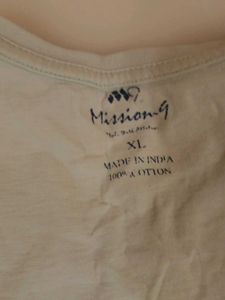 Mission-9
XL
MADE IN INDIA
100% COTTON